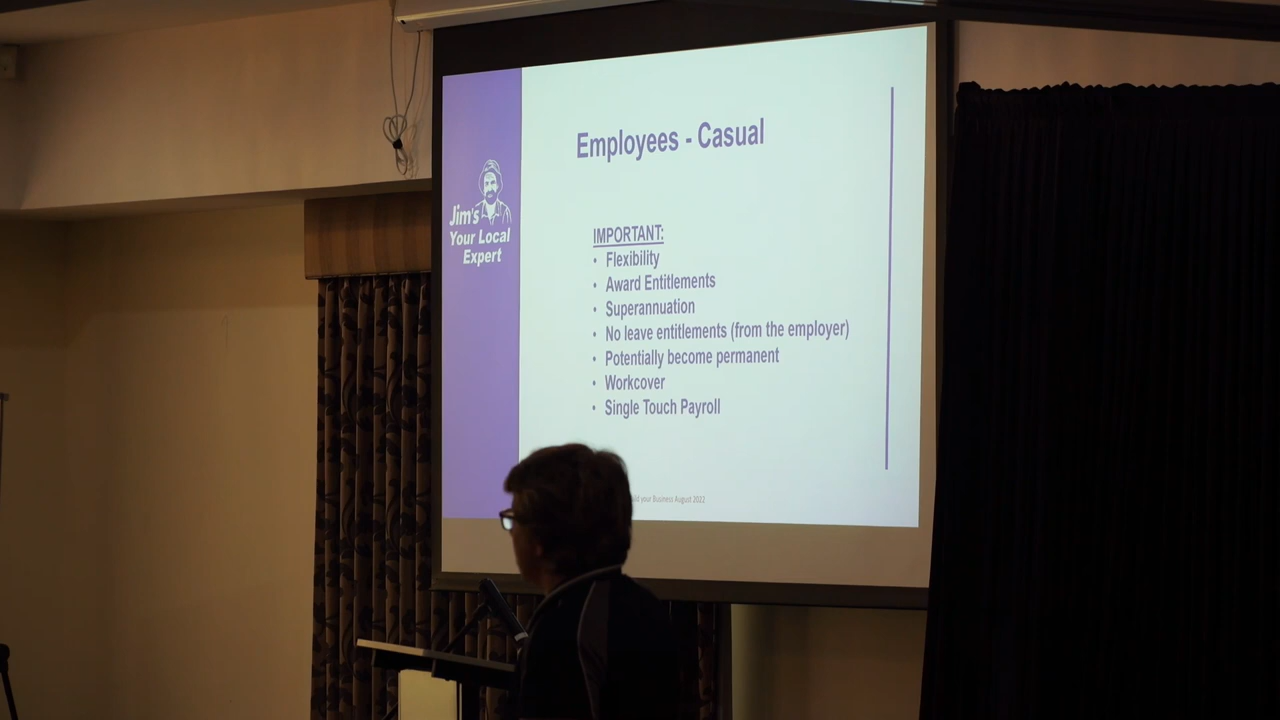 Employees - Casual
Jim's
Your Local
Expert
IMPORTANT:
• Flexibility
• Award Entitlements
• Superannuation
• No leave entitlements (from the employer)
• Potentially become permanent
• Workcover
• Single Touch Payroll
your Business August 2022